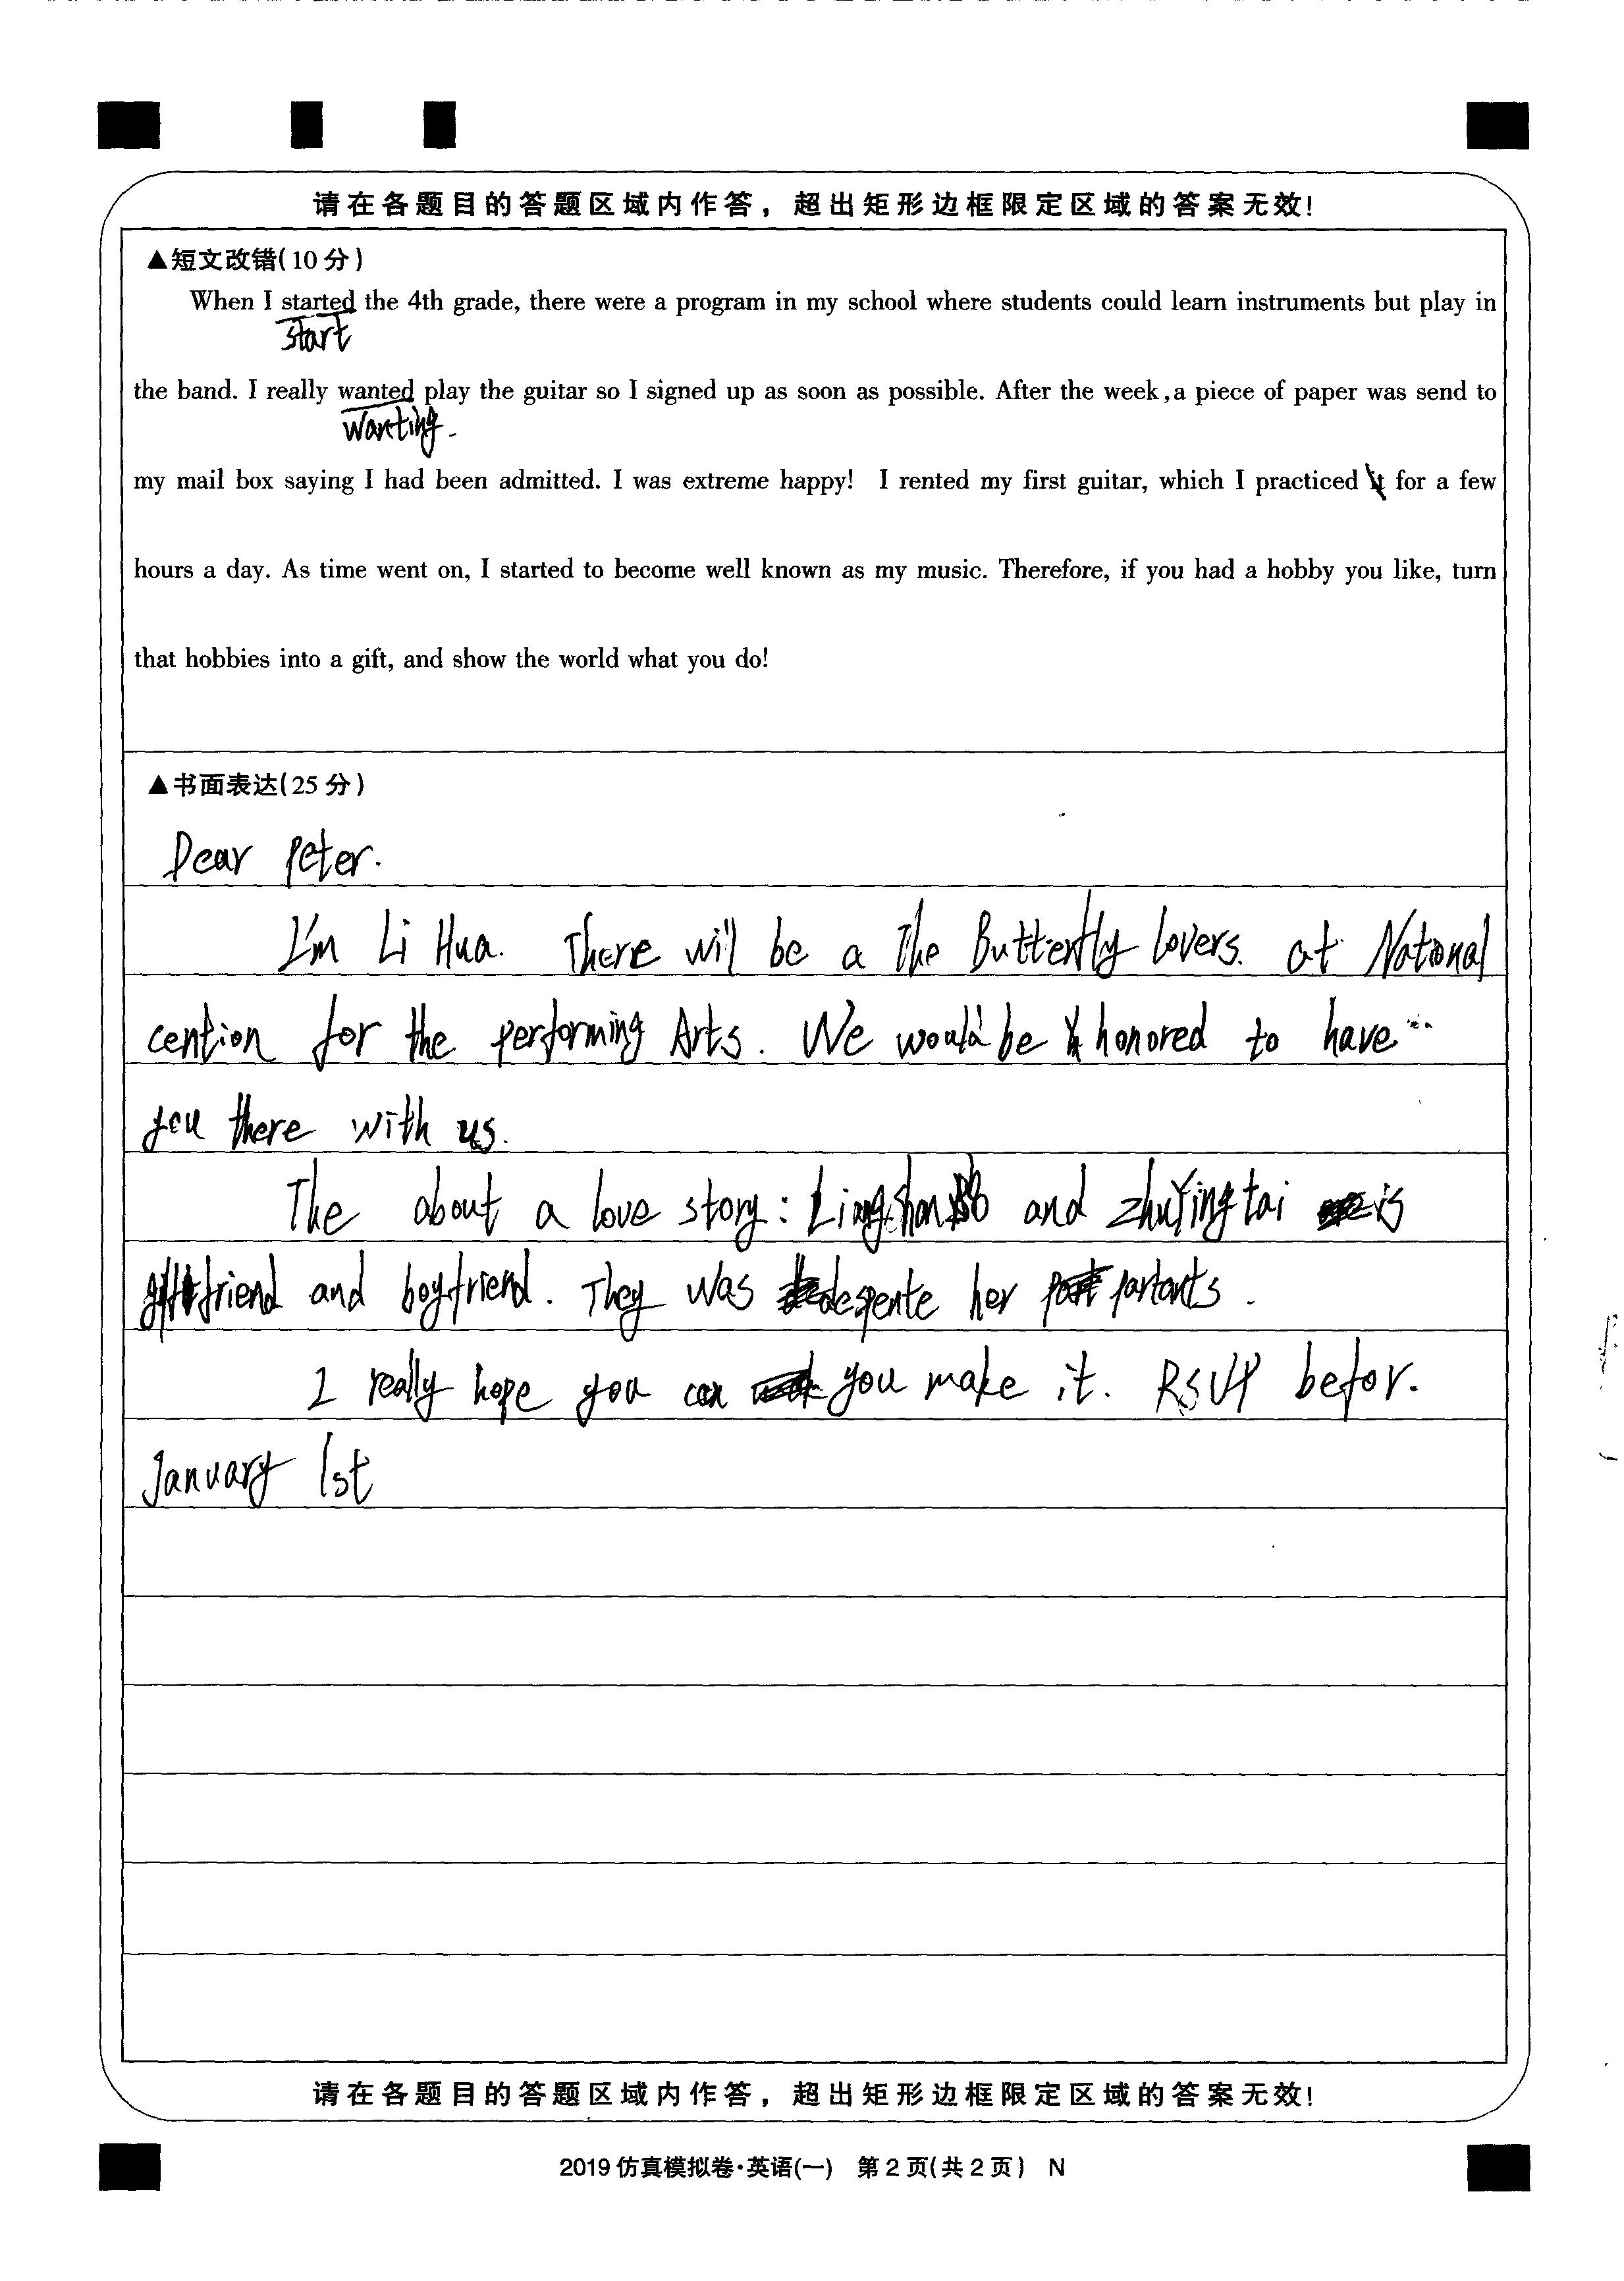 请在各题目的答题区域内作答，超出矩形边框限定区域的答案无效!
▲短文改错(10分)
When I started the 4th grade, there were a program in my school where students could learn instruments but play in
start
the band. I really wanted play the guitar so I signed up as soon as possible. After the week,a piece of paper was send to
wanting.
my mail box saying I had been admitted. I was extreme happy! I rented my first guitar, which I practiced it for a few
hours a day. As time went on, I started to become well known as my music. Therefore, if you had a hobby you like, turn
that hobbies into a gift, and show the world what you do!
▲书面表达(25分)
Dear Peter.
I'm Li Hua. There will be a The Butterfly lovers. at National
cention for the performing Arts. We would be honored to have
you there with us.
The about a love story: and zhuYingtai is
friend and boyfriend. They was despente her partants.
I really hope you can you make it. RSVP befor.
January 1st
请在各题目的答题区域内作答，超出矩形边框限定区域的答案无效!
2019仿真模拟卷·英语(一) 第2页(共2页) N